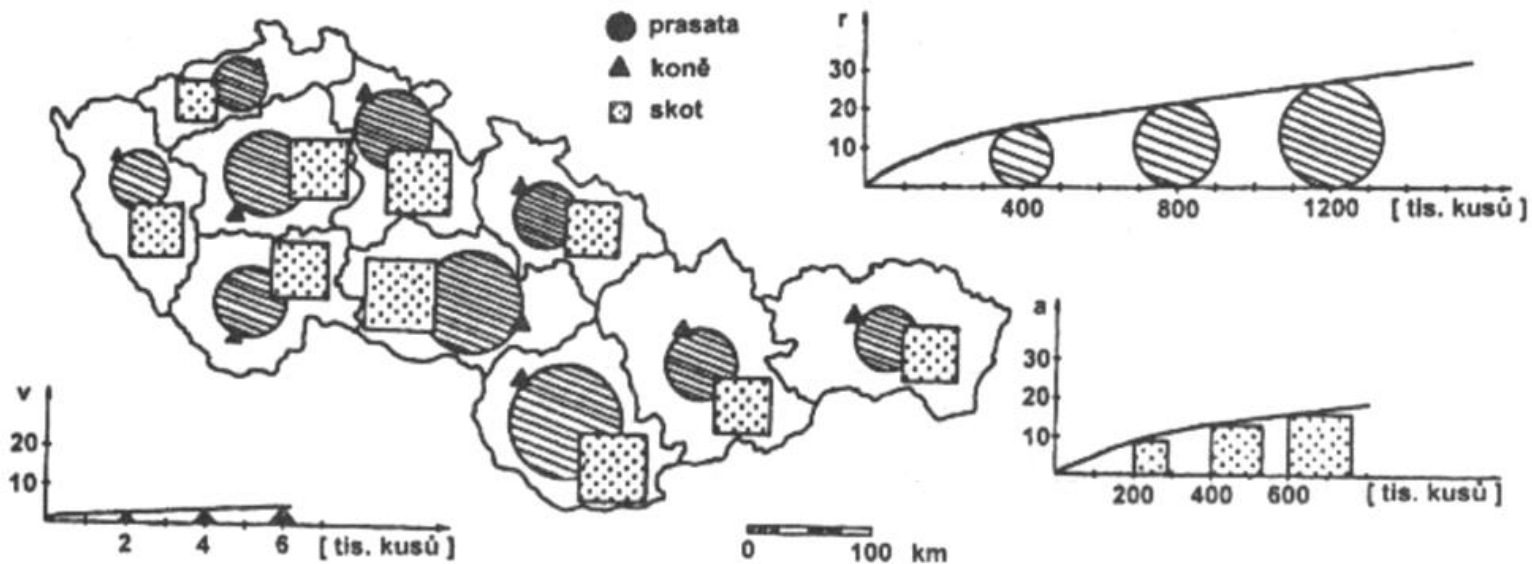 prasata
koně
skot
r
30
20
10
400 800 1200 [ tis. kusů ]
a
30
20
10
200 400 600 [ tis. kusů ]
v
20
10
2 4 6 [ tis. kusů ]
0 100 km